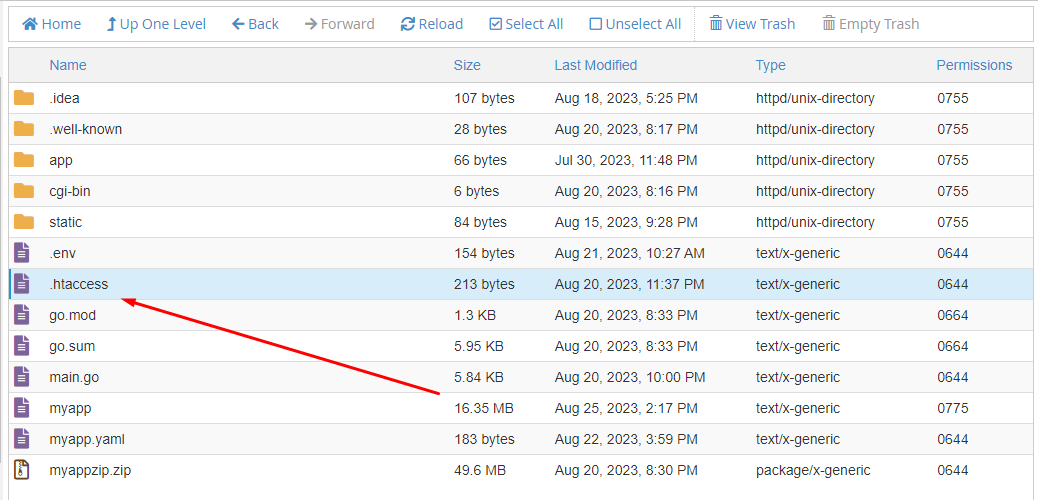 Home Up One Level Back Forward Reload Select All Unselect All View Trash Empty Trash
Name Size Last Modified Type Permissions
.idea 107 bytes Aug 18, 2023, 5:25 PM httpd/unix-directory 0755
.well-known 28 bytes Aug 20, 2023, 8:17 PM httpd/unix-directory 0755
app 66 bytes Jul 30, 2023, 11:48 PM httpd/unix-directory 0755
cgi-bin 6 bytes Aug 20, 2023, 8:16 PM httpd/unix-directory 0755
static 84 bytes Aug 15, 2023, 9:28 PM httpd/unix-directory 0755
.env 154 bytes Aug 21, 2023, 10:27 AM text/x-generic 0644
.htaccess 213 bytes Aug 20, 2023, 11:37 PM text/x-generic 0644
go.mod 1.3 KB Aug 20, 2023, 8:33 PM text/x-generic 0664
go.sum 5.95 KB Aug 20, 2023, 8:33 PM text/x-generic 0664
main.go 5.84 KB Aug 20, 2023, 10:00 PM text/x-generic 0644
myapp 16.35 MB Aug 25, 2023, 2:17 PM text/x-generic 0775
myapp.yaml 183 bytes Aug 22, 2023, 3:59 PM text/x-generic 0644
myappzip.zip 49.6 MB Aug 20, 2023, 8:30 PM package/x-generic 0644